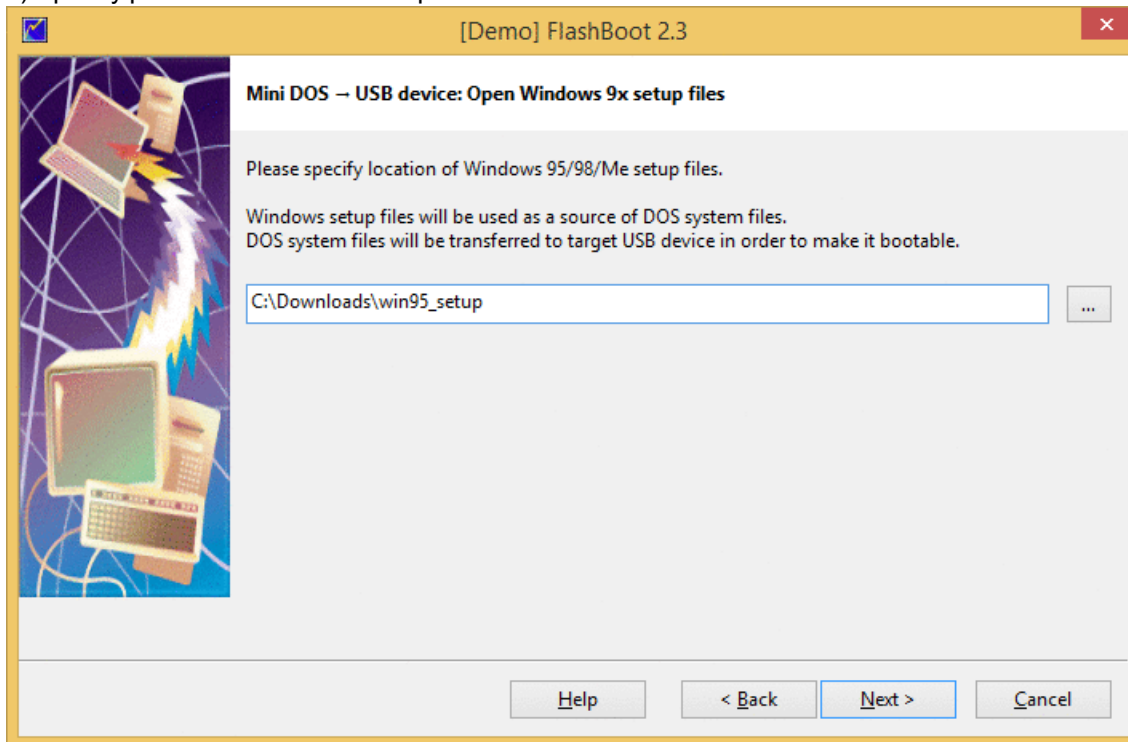 [Demo] FlashBoot 2.3
Mini DOS → USB device: Open Windows 9x setup files
Please specify location of Windows 95/98/Me setup files.
Windows setup files will be used as a source of DOS system files.
DOS system files will be transferred to target USB device in order to make it bootable.
C:\Downloads\win95_setup
...
Help
< Back
Next >
Cancel